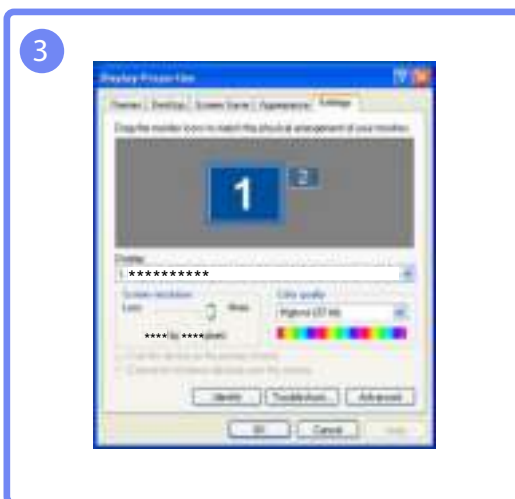 3
Display Properties
Themes Desktop Screen Saver Appearance Settings
Drag the monitor icons to match the physical arrangement of your monitors.
1 2
Display:
1. **********
Screen resolution Color quality
Less More Highest (32 bit)
**** by **** pixels
Identify Troubleshoot... Advanced
OK Cancel Apply